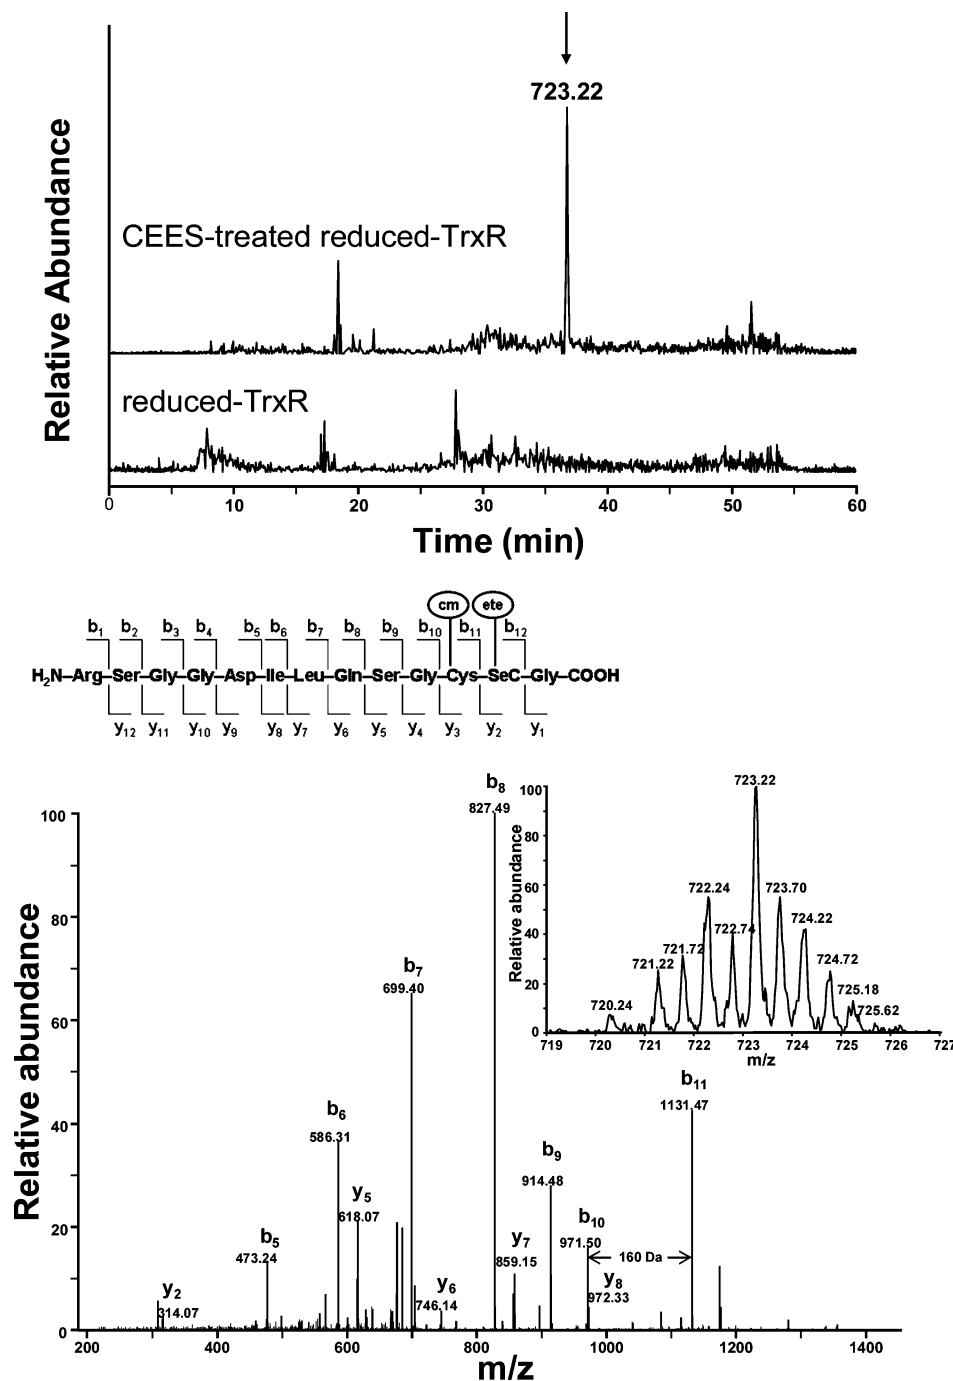 723.22
CEES-treated reduced-TrxR
reduced-TrxR
Relative Abundance
0 10 20 30 40 50 60
Time (min)
cm ete
b1 b2 b3 b4 b5 b6 b7 b8 b9 b10 b11 b12
H2N–Arg–Ser–Gly–Gly–Asp–Ile–Leu–Gln–Ser–Gly–Cys–SeC–Gly–COOH
y12 y11 y10 y9 y8 y7 y6 y5 y4 y3 y2 y1
Relative abundance
100
80
60
40
20
0
200 400 600 800 1000 1200 1400
m/z
y2
314.07
b5
473.24
b6
586.31
y5
618.07
b7
699.40
y6
746.14
b8
827.49
y7
859.15
b9
914.48
b10
971.50
160 Da
y8
972.33
b11
1131.47
Relative abundance
100
80
60
40
20
0
720.24
721.22
721.72
722.24
722.74
723.22
723.70
724.22
724.72
725.18
725.62
719 720 721 722 723 724 725 726 727
m/z